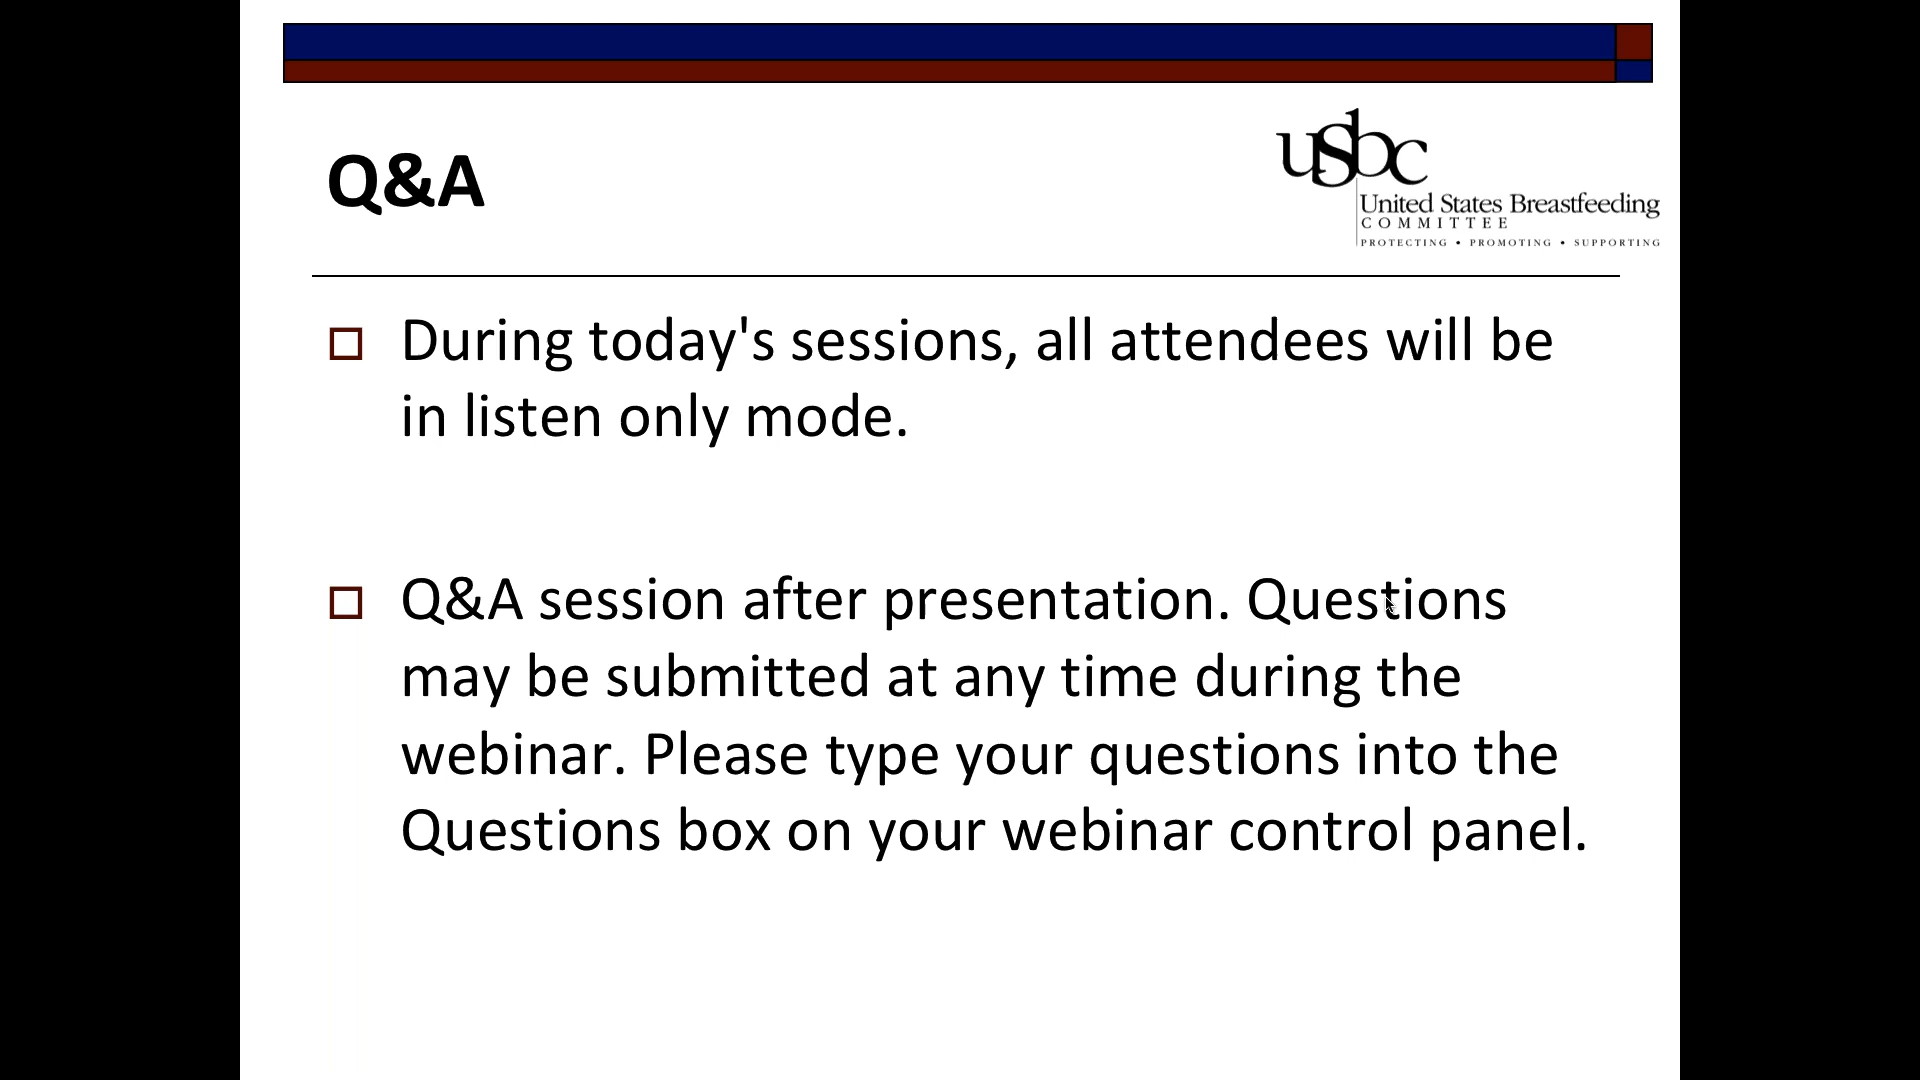 Q&A
usbc
United States Breastfeeding
COMMITTEE
PROTECTING • PROMOTING • SUPPORTING
During today's sessions, all attendees will be
in listen only mode.
Q&A session after presentation. Questions
may be submitted at any time during the
webinar. Please type your questions into the
Questions box on your webinar control panel.